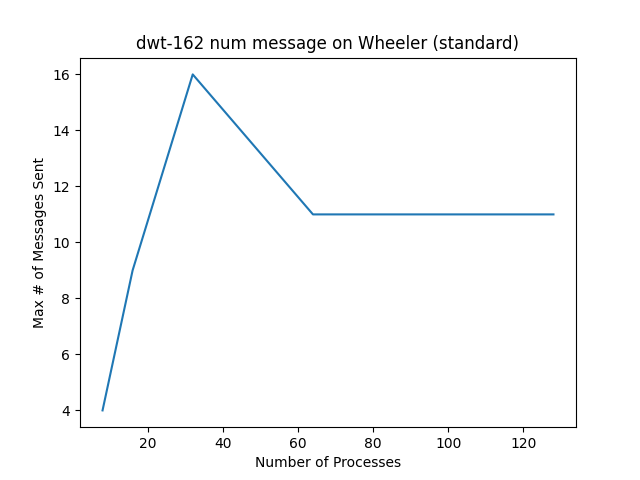 dwt-162 num message on Wheeler (standard)
16
14
12
10
8
6
4
Max # of Messages Sent
20 40 60 80 100 120
Number of Processes